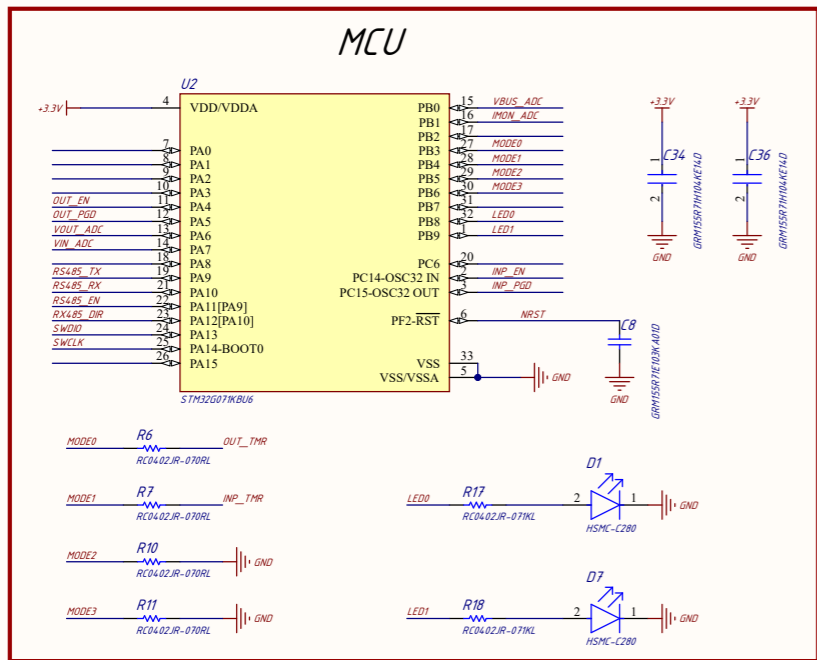 MCU
U2
+3.3V
4 VDD/VDDA
7 PA0
8 PA1
9 PA2
10 PA3
OUT_EN 11 PA4
OUT_PGD 12 PA5
VOUT_ADC 13 PA6
VIN_ADC 14 PA7
18 PA8
RS485_TX 19 PA9
RS485_RX 21 PA10
RS485_EN 22 PA11[PA9]
RX485_DIR 23 PA12[PA10]
SWDIO 24 PA13
SWCLK 25 PA14-BOOT0
26 PA15
PB0 15 VBUS_ADC
PB1 16 IMON_ADC
PB2 17
PB3 27 MODE0
PB4 28 MODE1
PB5 29 MODE2
PB6 30 MODE3
PB7 31
PB8 32 LED0
PB9 1 LED1
PC6 20
PC14-OSC32 IN 2 INP_EN
PC15-OSC32 OUT 3 INP_PGD
PF2-RST 6 NRST
VSS 33
VSS/VSSA 5
GND
STM32G071KBU6
+3.3V
1
C34
2
GRM155R71H104KE14D
GND
+3.3V
1
C36
2
GRM155R71H104KE14D
GND
C8
GRM155R71E103KA01D
GND
MODE0 R6 OUT_TMR
RC0402JR-070RL
MODE1 R7 INP_TMR
RC0402JR-070RL
MODE2 R10 GND
RC0402JR-070RL
MODE3 R11 GND
RC0402JR-070RL
LED0 R17
RC0402JR-071KL
D1
2 1 GND
HSMC-C280
LED1 R18
RC0402JR-071KL
D7
2 1 GND
HSMC-C280